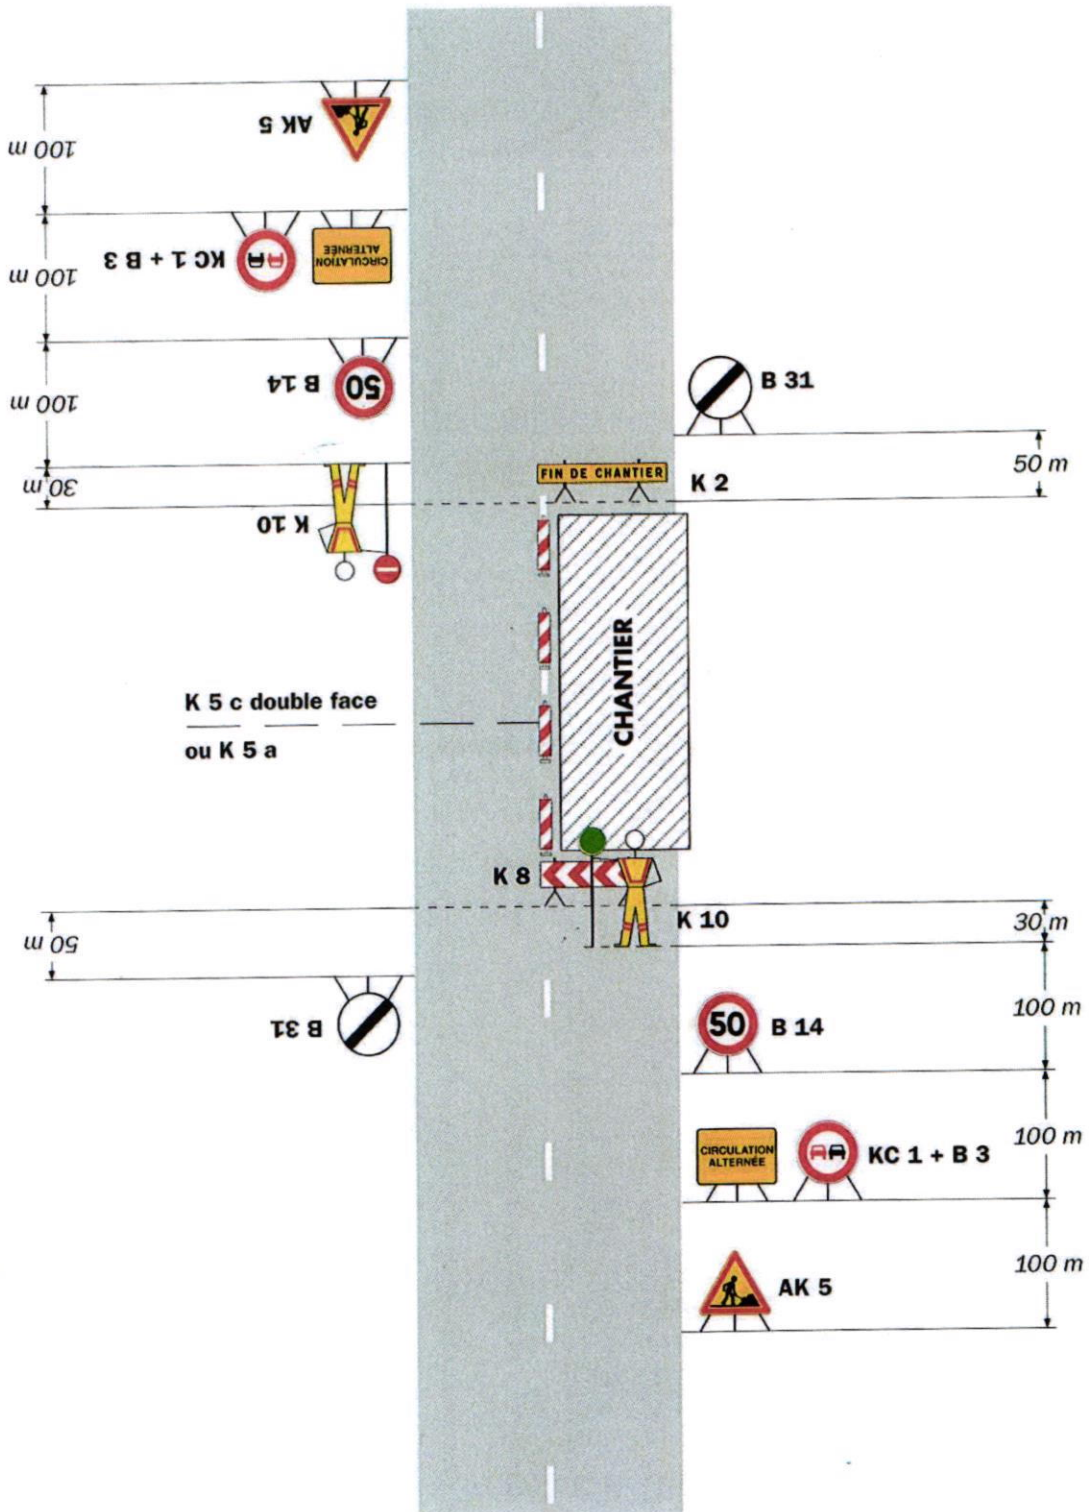 AK 5
100 m
KC 1 + B 3
CIRCULATION
ALTERNÉE
100 m
B 14
50
100 m
B 31
50 m
FIN DE CHANTIER
K 2
30 m
K 10
CHANTIER
K 5 c double face
ou K 5 a
K 8
K 10
30 m
50 m
B 31
50
B 14
100 m
CIRCULATION
ALTERNÉE
KC 1 + B 3
100 m
AK 5
100 m